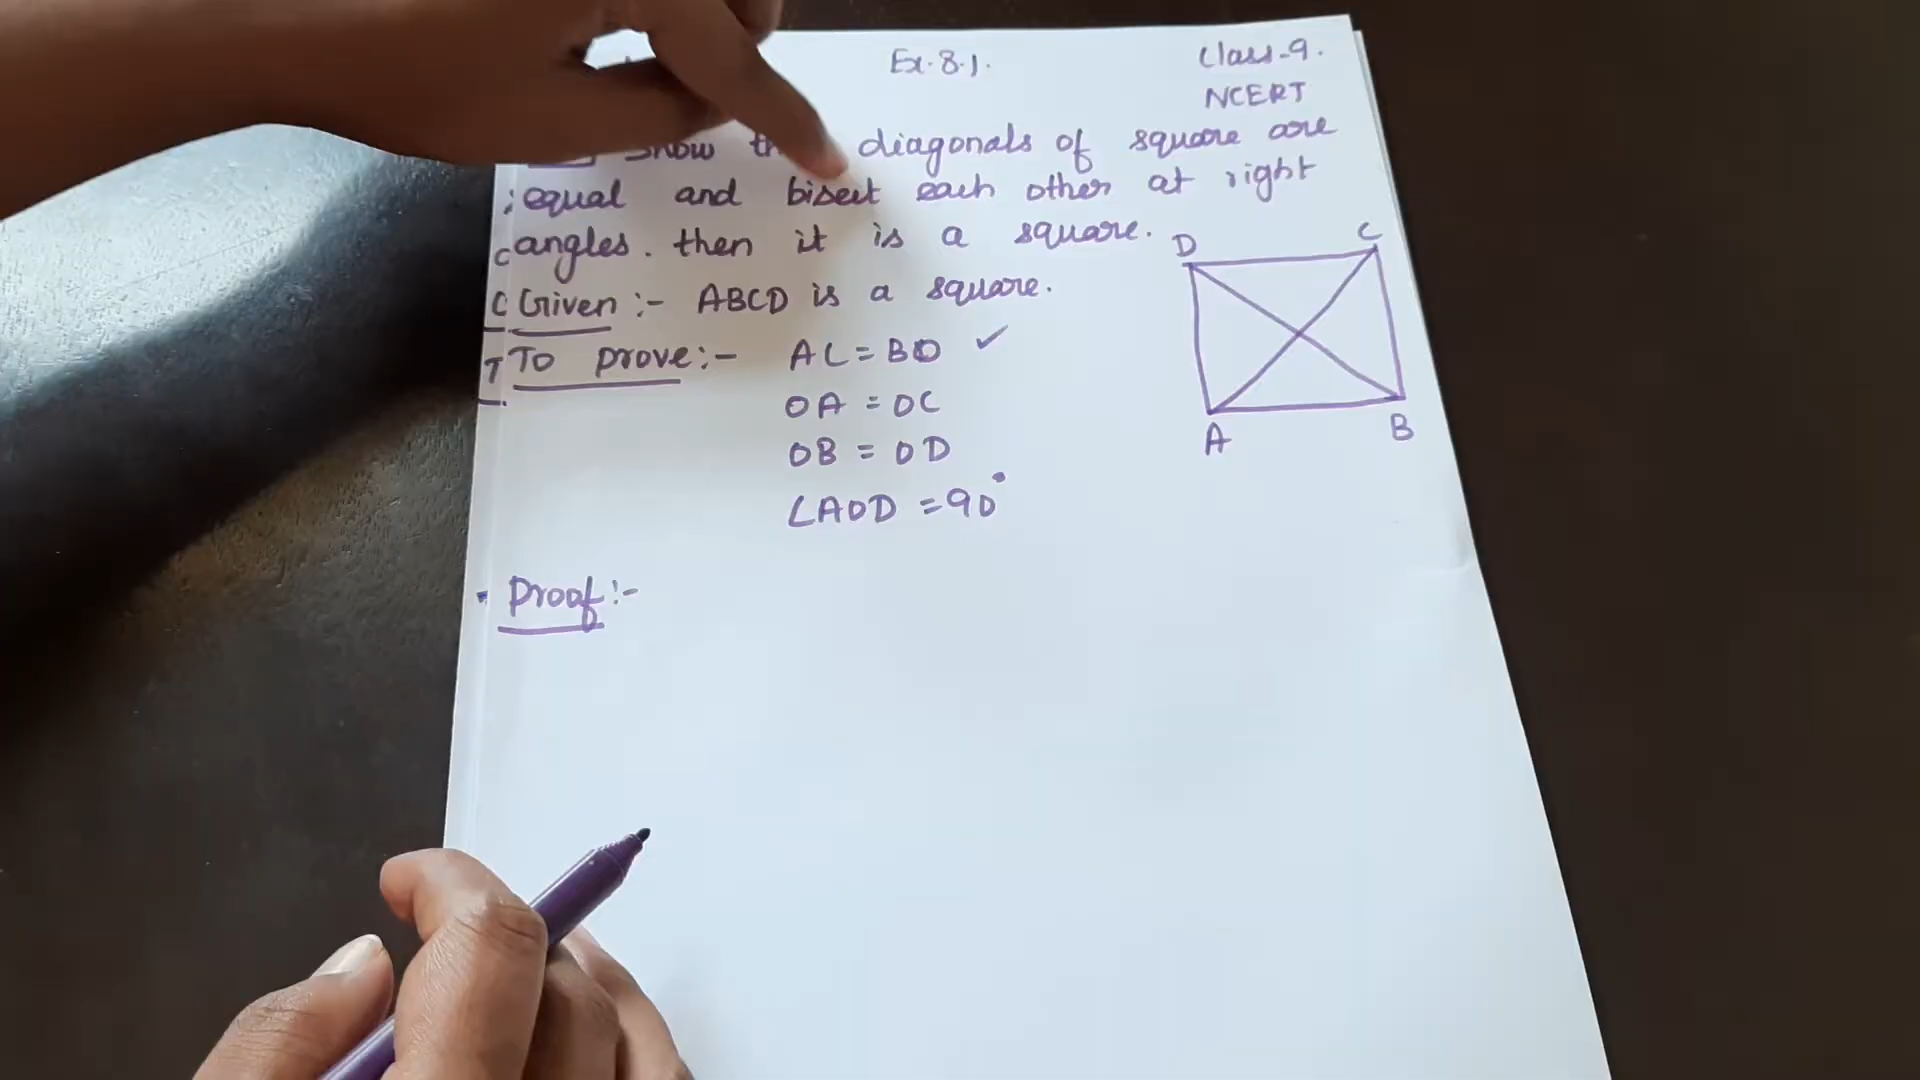 Ex. 8.1.
Class-9.
NCERT
Show diagonals of square are
equal and bisect each other at right
angles. then it is a square.
Given :- ABCD is a square.
To prove :- AC = BD ✓
OA = OC
OB = OD
∠AOD = 90°
D
C
A
B
Proof :-